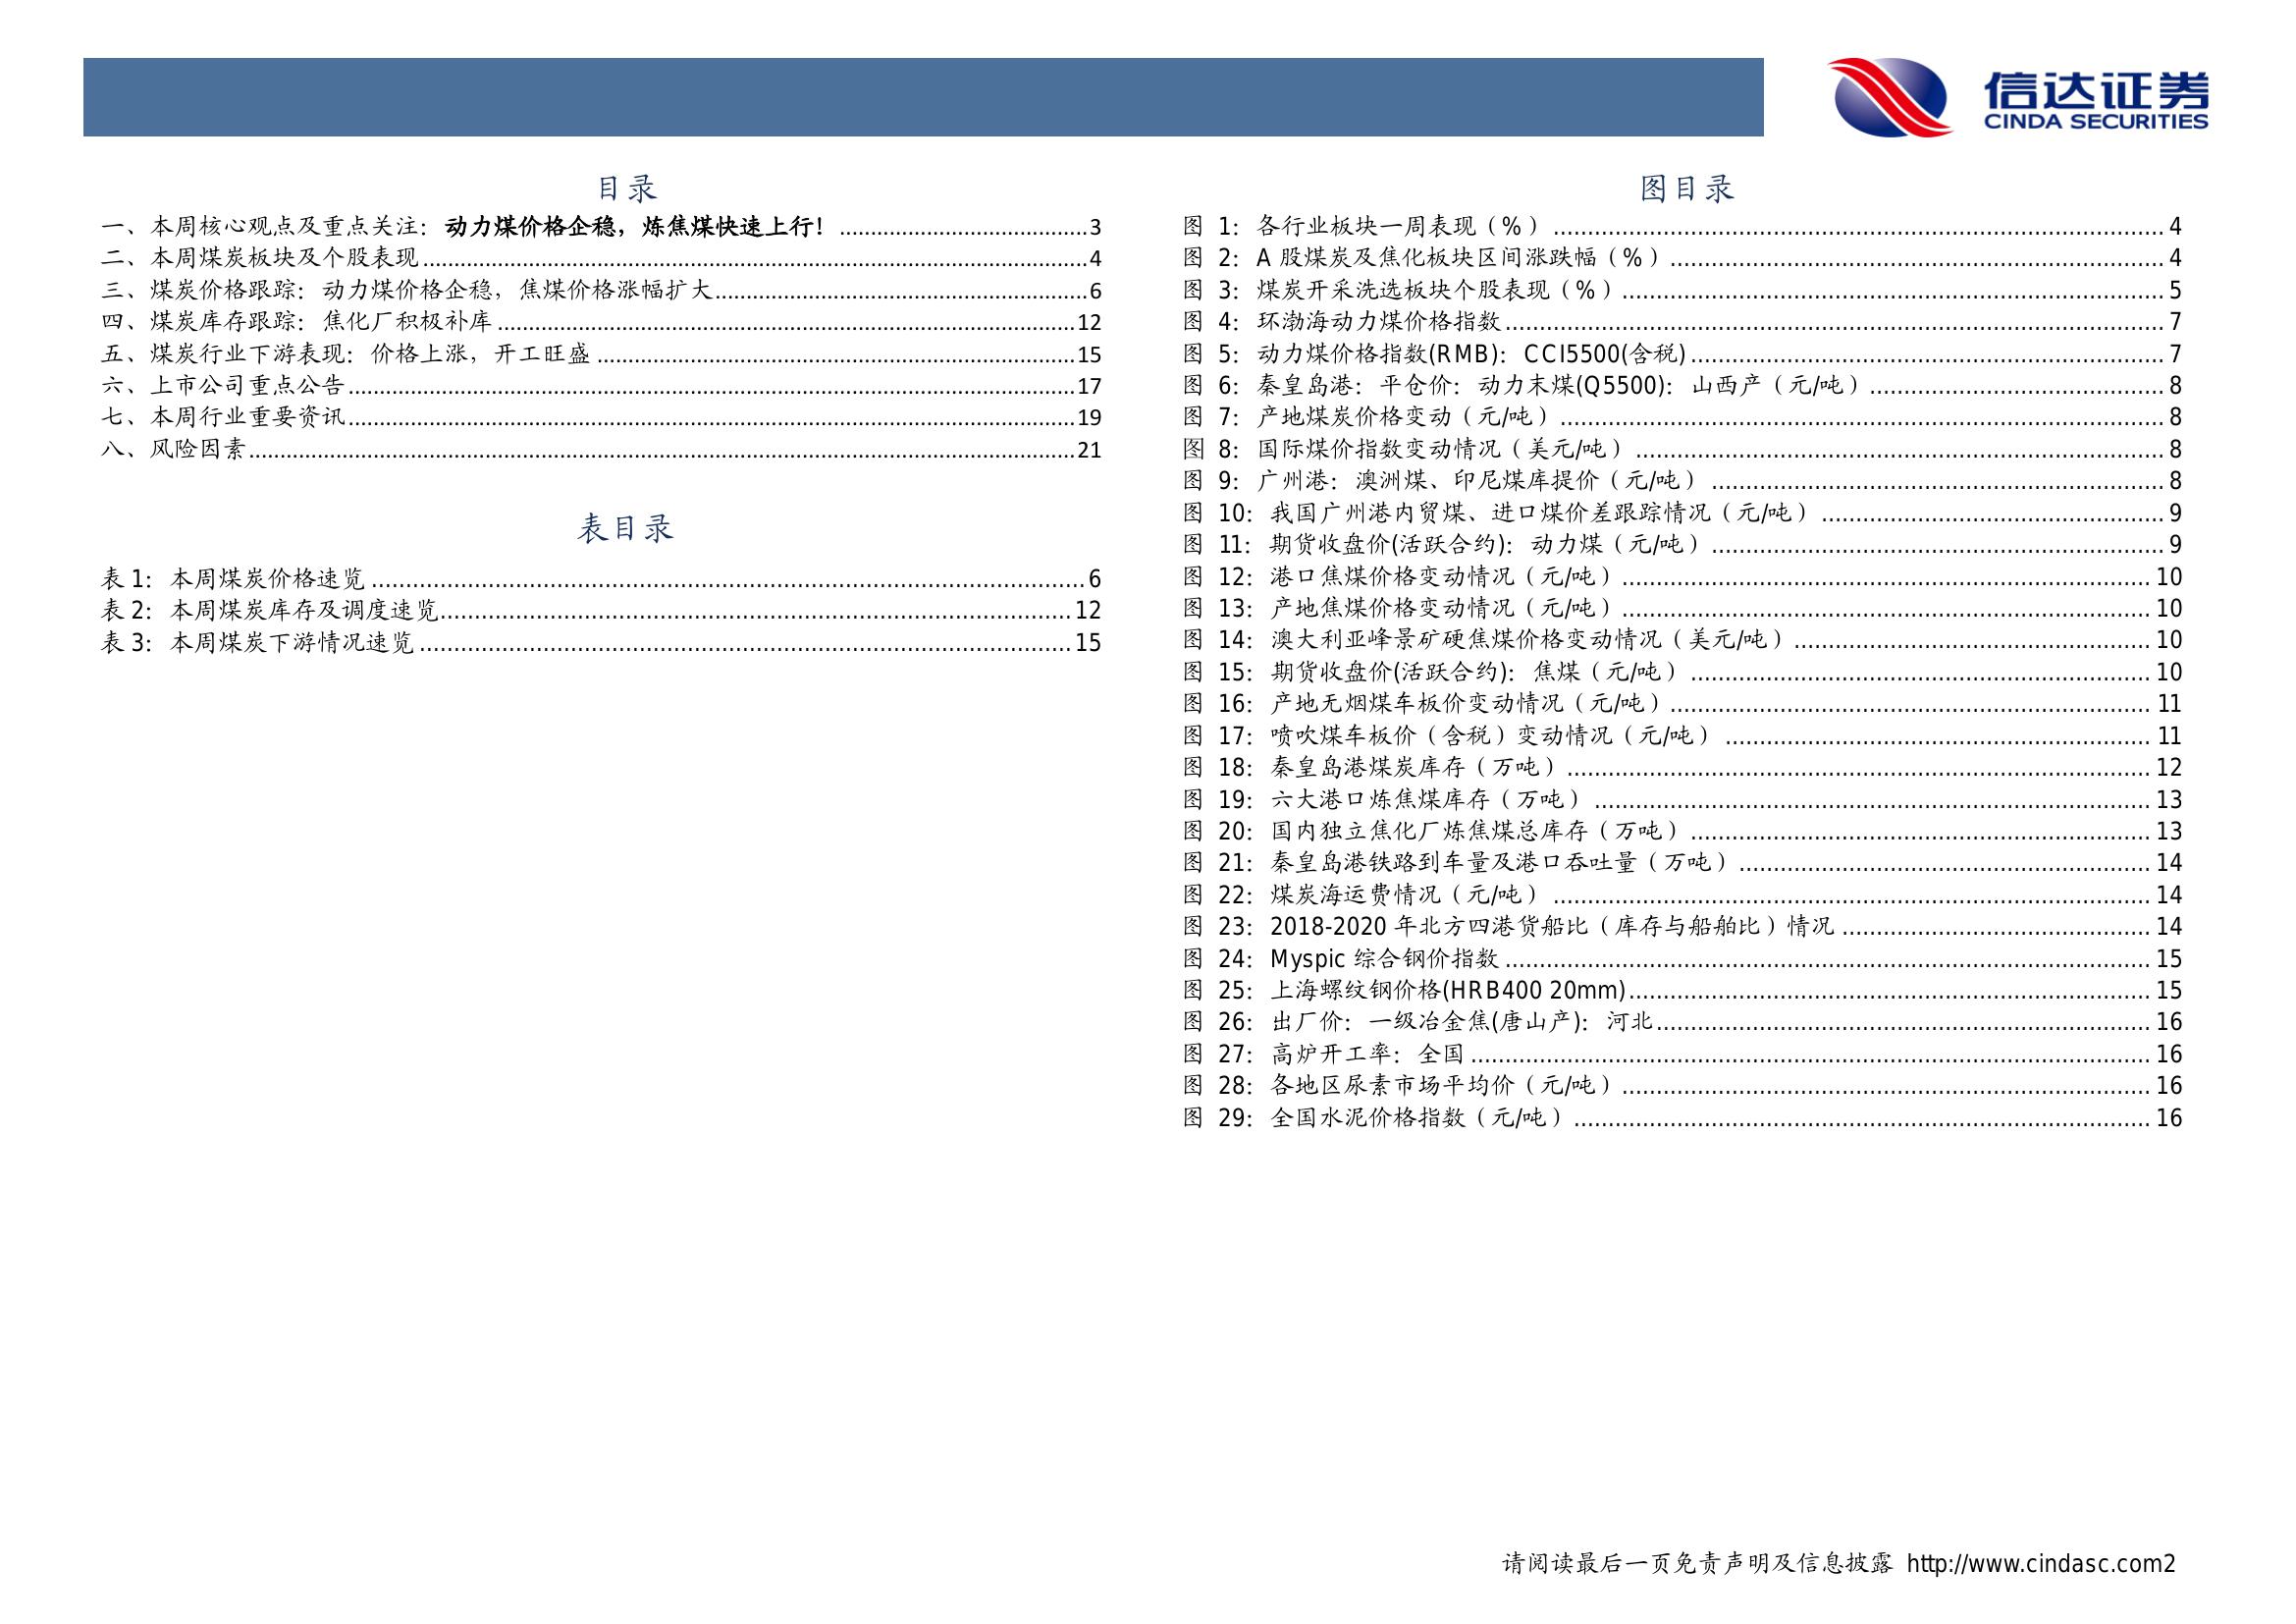 信达证券
CINDA SECURITIES
目录
一、本周核心观点及重点关注：动力煤价格企稳，炼焦煤快速上行！ ........................................3
二、本周煤炭板块及个股表现..........................................................................................................4
三、煤炭价格跟踪：动力煤价格企稳，焦煤价格涨幅扩大............................................................6
四、煤炭库存跟踪：焦化厂积极补库............................................................................................12
五、煤炭行业下游表现：价格上涨，开工旺盛............................................................................15
六、上市公司重点公告....................................................................................................................17
七、本周行业重要资讯....................................................................................................................19
八、风险因素....................................................................................................................................21
表目录
表 1：本周煤炭价格速览 ........................................................................................................6
表 2：本周煤炭库存及调度速览............................................................................................12
表 3：本周煤炭下游情况速览 ...............................................................................................15
图目录
图 1：各行业板块一周表现（%） ......................................................................................... 4
图 2：A 股煤炭及焦化板块区间涨跌幅（%） ........................................................................ 4
图 3：煤炭开采洗选板块个股表现（%） ............................................................................... 5
图 4：环渤海动力煤价格指数................................................................................................ 7
图 5：动力煤价格指数(RMB)：CCI5500(含税)..................................................................... 7
图 6：秦皇岛港：平仓价：动力末煤(Q5500)：山西产（元/吨） ........................................... 8
图 7：产地煤炭价格变动（元/吨） ........................................................................................ 8
图 8：国际煤价指数变动情况（美元/吨） ............................................................................. 8
图 9：广州港：澳洲煤、印尼煤库提价（元/吨） .................................................................. 8
图 10：我国广州港内贸煤、进口煤价差跟踪情况（元/吨） .................................................. 9
图 11：期货收盘价(活跃合约)：动力煤（元/吨） .................................................................. 9
图 12：港口焦煤价格变动情况（元/吨） ............................................................................. 10
图 13：产地焦煤价格变动情况（元/吨） ............................................................................. 10
图 14：澳大利亚峰景矿硬焦煤价格变动情况（美元/吨） .................................................... 10
图 15：期货收盘价(活跃合约)：焦煤（元/吨） ................................................................... 10
图 16：产地无烟煤车板价变动情况（元/吨） ...................................................................... 11
图 17：喷吹煤车板价（含税）变动情况（元/吨） .............................................................. 11
图 18：秦皇岛港煤炭库存（万吨） ..................................................................................... 12
图 19：六大港口炼焦煤库存（万吨） ................................................................................. 13
图 20：国内独立焦化厂炼焦煤总库存（万吨） ................................................................... 13
图 21：秦皇岛港铁路到车量及港口吞吐量（万吨） ............................................................ 14
图 22：煤炭海运费情况（元/吨） ....................................................................................... 14
图 23：2018-2020 年北方四港货船比（库存与船舶比）情况 ............................................. 14
图 24：Myspic 综合钢价指数.............................................................................................. 15
图 25：上海螺纹钢价格(HRB400 20mm)............................................................................ 15
图 26：出厂价：一级冶金焦(唐山产)：河北........................................................................ 16
图 27：高炉开工率：全国................................................................................................... 16
图 28：各地区尿素市场平均价（元/吨） ............................................................................. 16
图 29：全国水泥价格指数（元/吨） .................................................................................... 16
请阅读最后一页免责声明及信息披露 http://www.cindasc.com2